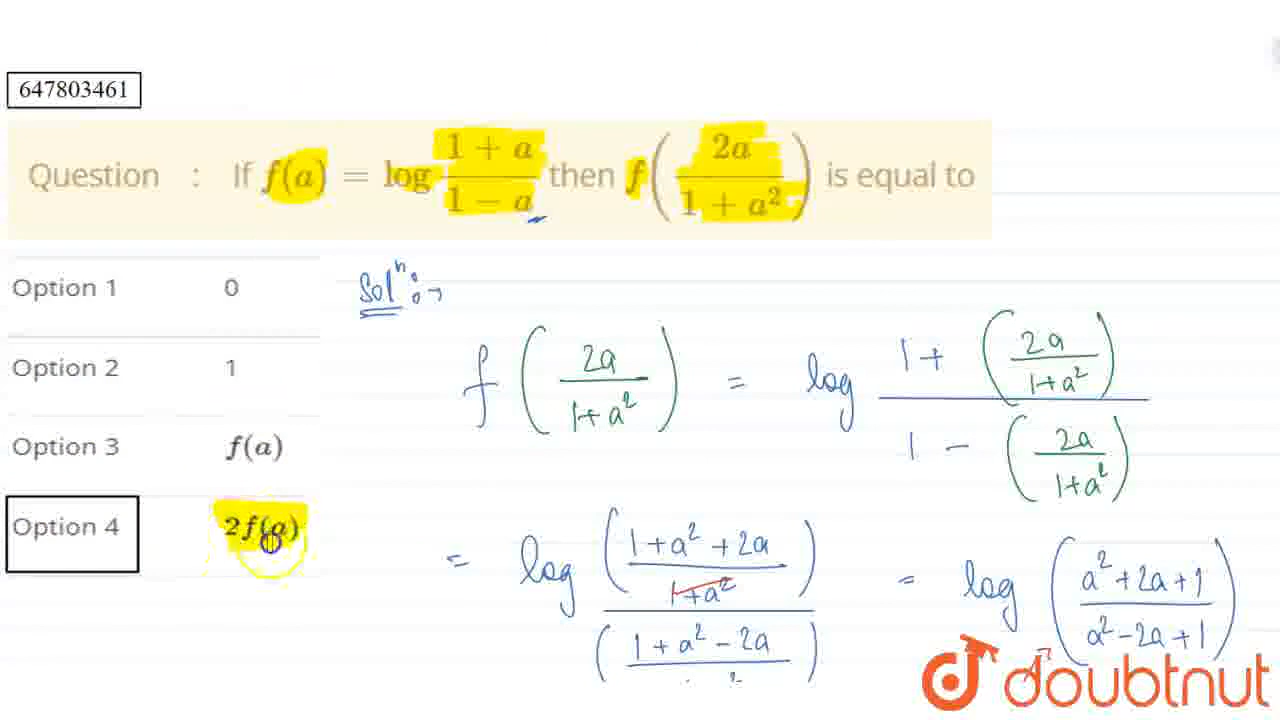 647803461
Question : If f(a) = log (1 + a)/(1 − a) then f(2a/(1 + a²)) is equal to
Option 1 0
Option 2 1
Option 3 f(a)
Option 4 2f(a)
Solⁿ:→
f(2a/(1+a²)) = log (1 + (2a/(1+a²)))/(1 − (2a/(1+a²)))
= log ((1+a²+2a)/(1+a²))/((1+a²−2a)/ = log ((a²+2a+1)/(a²−2a+1))
doubtnut